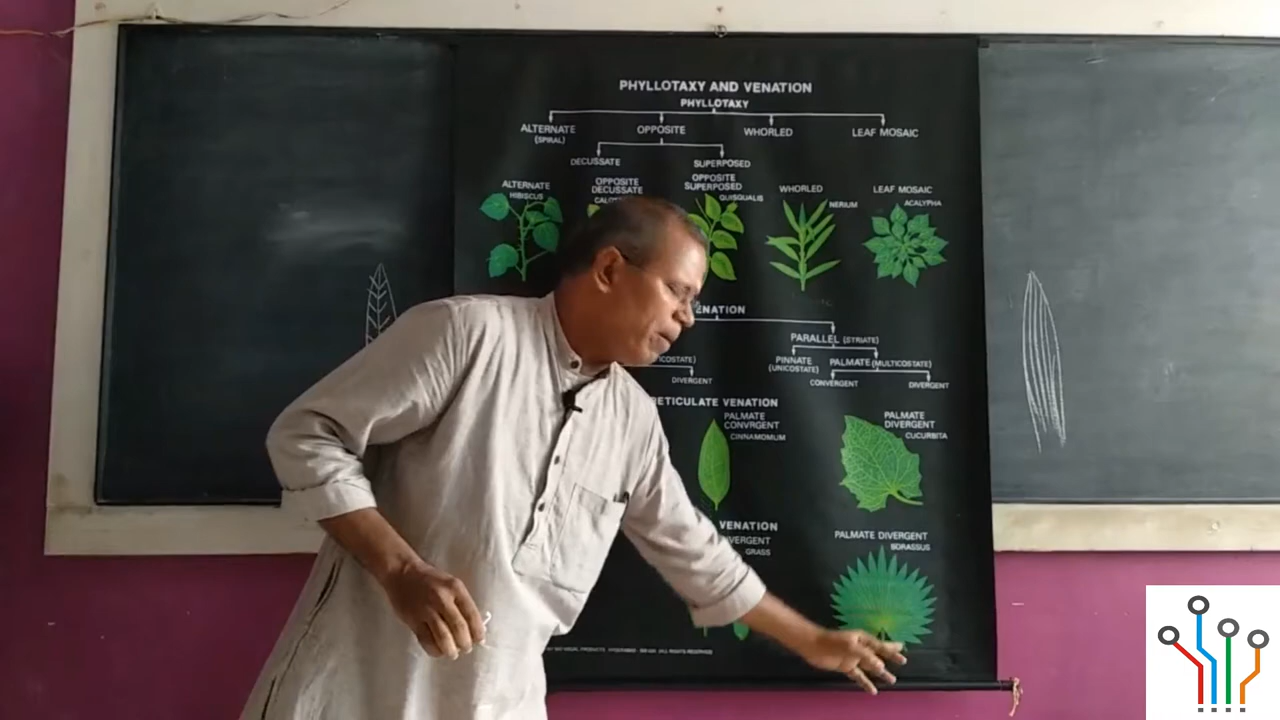 PHYLLOTAXY AND VENATION
PHYLLOTAXY
ALTERNATE OPPOSITE WHORLED LEAF MOSAIC
(SPIRAL)
DECUSSATE SUPERPOSED
ALTERNATE OPPOSITE DECUSSATE OPPOSITE SUPERPOSED WHORLED LEAF MOSAIC
HIBISCUS QUISQUALIS NERIUM ACALYPHA
PARALLEL (STRIATE)
PINNATE (UNICOSTATE) PALMATE (MULTICOSTATE)
DIVERGENT CONVERGENT DIVERGENT
RETICULATE VENATION
PALMATE CONVRGENT CINNAMOMUM
PALMATE DIVERGENT CUCURBITA
VENATION
GRASS
PALMATE DIVERGENT
BORASSUS